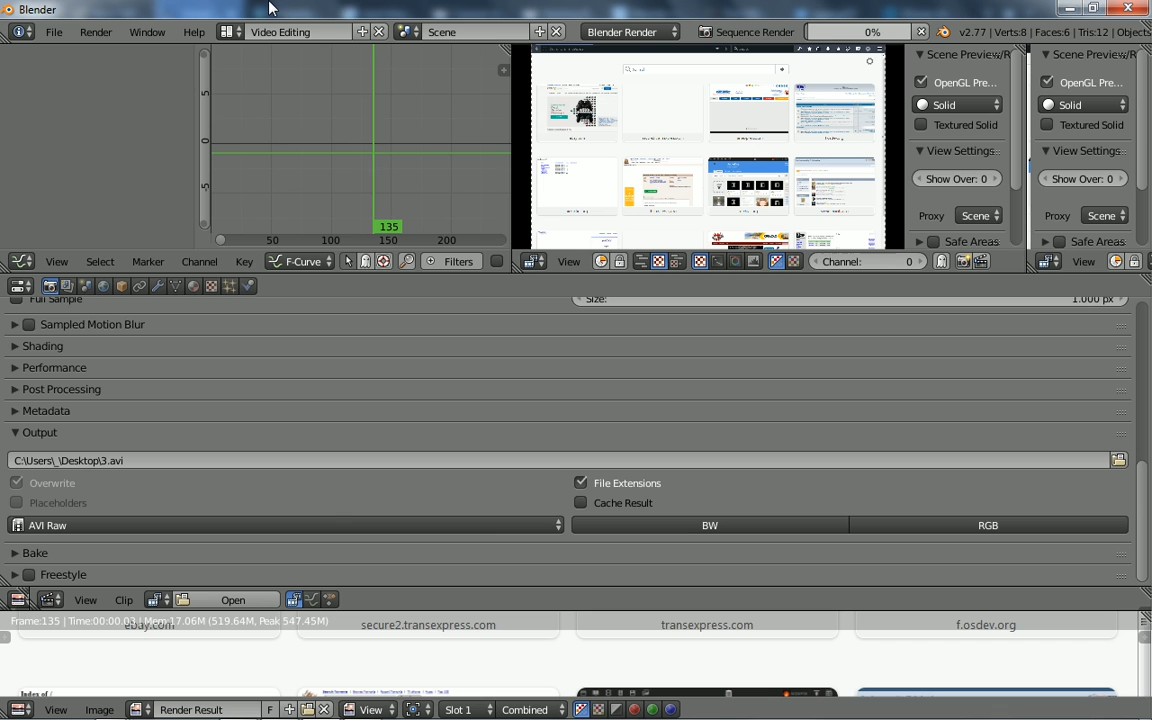 Blender
File Render Window Help Video Editing Scene Blender Render Sequence Render 0% v2.77 | Verts:8 | Faces:6 | Tris:12 | Objects
5
0
-5
135
50 100 150 200
Scene Preview/R
OpenGL Pre...
Solid
Textured Solid
View Settings
Show Over: 0
Proxy Scene
Safe Areas
Scene Preview/R
OpenGL Pre...
Solid
Textured Solid
View Settings
Show Over: 0
Proxy Scene
Safe Areas
View Select Marker Channel Key F-Curve Filters View Channel: 0 View
Full Sample Size: 1.000 px
Sampled Motion Blur
Shading
Performance
Post Processing
Metadata
Output
C:\Users\_\Desktop\3.avi
Overwrite File Extensions
Placeholders Cache Result
AVI Raw BW RGB
Bake
Freestyle
View Clip Open
Frame:135 | Time:00:00.03 | Mem:17.06M (519.64M, Peak 547.45M)
ebay.com secure2.transexpress.com transexpress.com f.osdev.org
Index of /
View Image Render Result F View Slot 1 Combined